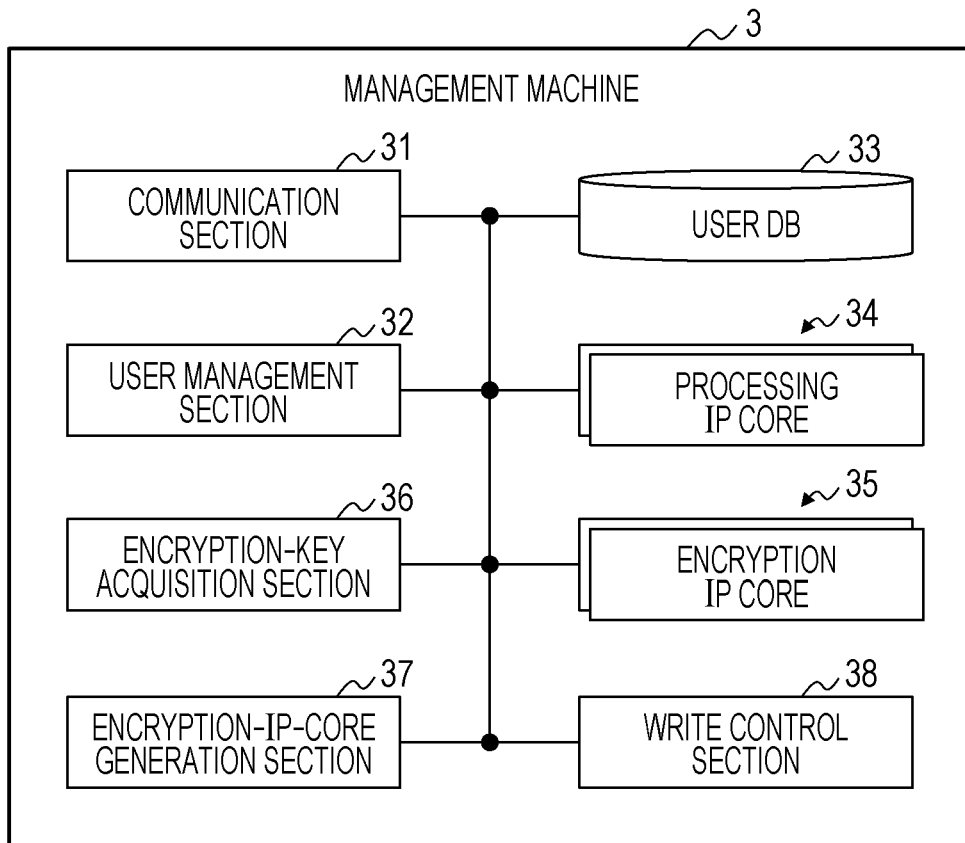 3
MANAGEMENT MACHINE
31
COMMUNICATION
SECTION
33
USER DB
32
USER MANAGEMENT
SECTION
34
PROCESSING
IP CORE
36
ENCRYPTION-KEY
ACQUISITION SECTION
35
ENCRYPTION
IP CORE
37
ENCRYPTION-IP-CORE
GENERATION SECTION
38
WRITE CONTROL
SECTION